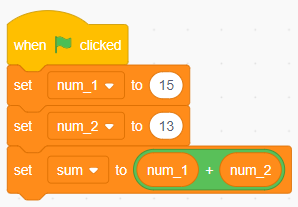 when clicked
set num_1 to 15
set num_2 to 13
set sum to num_1 + num_2